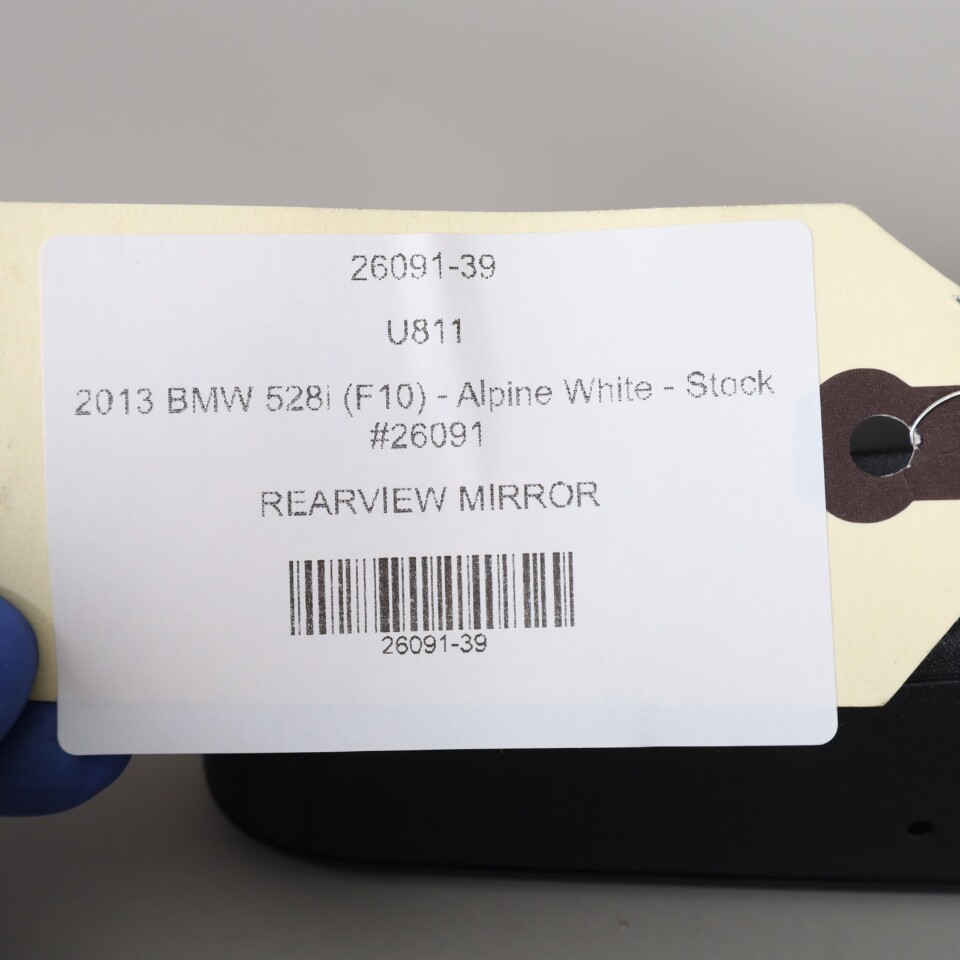 26091-39
U811
2013 BMW 528i (F10) - Alpine White - Stock
#26091
REARVIEW MIRROR
26091-39